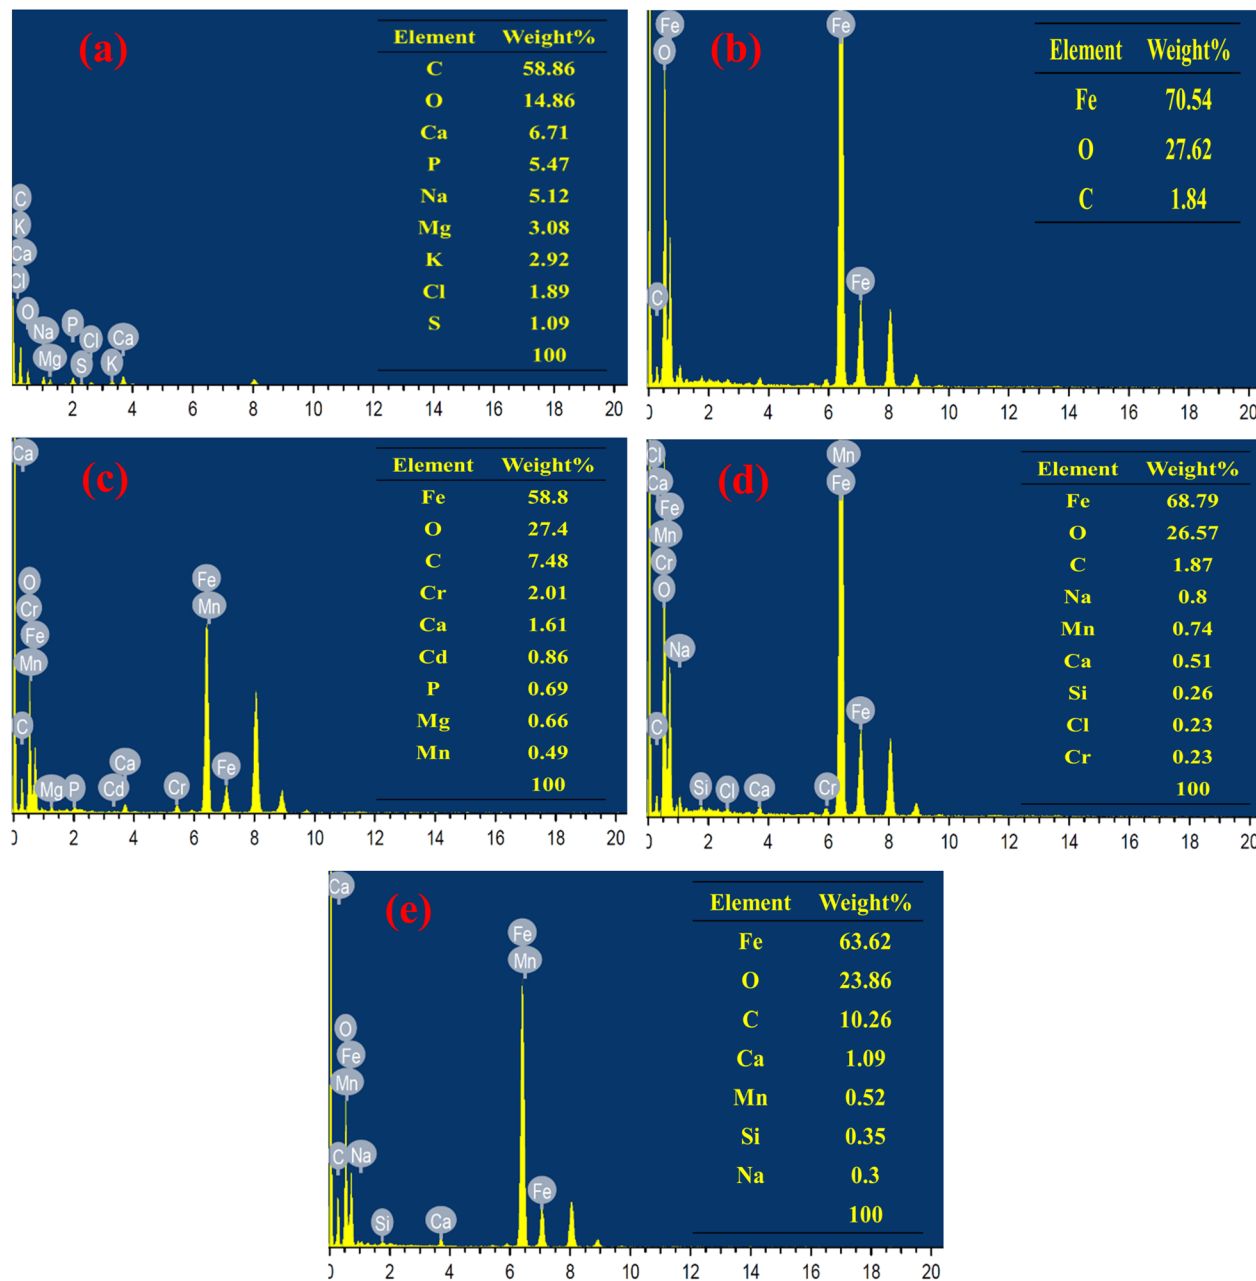 (a)
Element Weight%
C 58.86
O 14.86
Ca 6.71
P 5.47
Na 5.12
Mg 3.08
K 2.92
Cl 1.89
S 1.09
100
C
K
Ca
Cl
O
Na
Mg
P
S
Cl
K
Ca
2 4 6 8 10 12 14 16 18 20
(b)
Element Weight%
Fe 70.54
O 27.62
C 1.84
Fe
O
C
Fe
Fe
0 2 4 6 8 10 12 14 16 18 20
(c)
Element Weight%
Fe 58.8
O 27.4
C 7.48
Cr 2.01
Ca 1.61
Cd 0.86
P 0.69
Mg 0.66
Mn 0.49
100
Ca
O
Cr
Fe
Mn
C
Mg
P
Cd
Ca
Cr
Fe
Mn
Fe
0 2 4 6 8 10 12 14 16 18 20
(d)
Element Weight%
Fe 68.79
O 26.57
C 1.87
Na 0.8
Mn 0.74
Ca 0.51
Si 0.26
Cl 0.23
Cr 0.23
100
Cl
Ca
Fe
Mn
Cr
O
Na
C
Si
Cl
Ca
Cr
Mn
Fe
Fe
0 2 4 6 8 10 12 14 16 18 20
(e)
Element Weight%
Fe 63.62
O 23.86
C 10.26
Ca 1.09
Mn 0.52
Si 0.35
Na 0.3
100
Ca
O
Fe
Mn
C
Na
Si
Ca
Fe
Mn
Fe
0 2 4 6 8 10 12 14 16 18 20